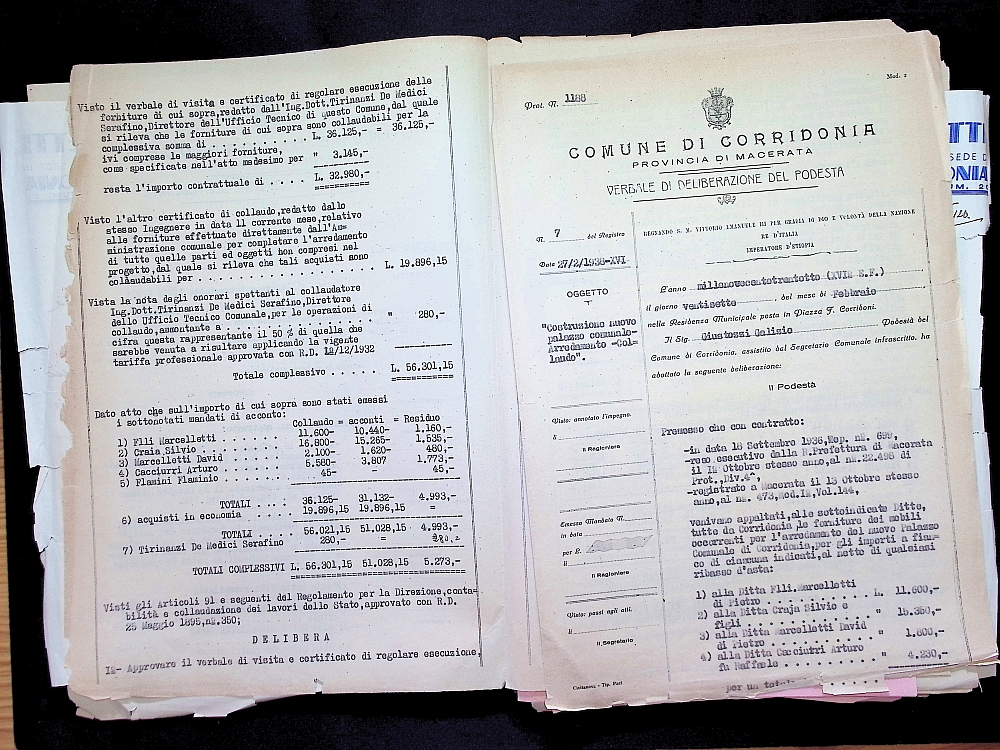 Visto il verbale di visita e certificato di regolare esecuzione delle
forbiture di cui sopra,redatto dall'Ing.Dott.Tirinanzi De Medici
Serafino,Direttore dell'Ufficio Tecnico di questo Comune,dal quale
si rileva che le forniture di cui sopra sono collaudabili per la
complessiva somma di . . . . . . . . . . L. 36.125,- = 36.125,-
ivi comprese le maggiori forniture,
come specificate nell'atto medesimo per " 3.145,-
resta l'importo contrattuale di . . . . . L. 32.980,-
Visto l'altro certificato di collaudo,redatto dallo
stesso Ingegnere in data 11 corrente mese,relativo
alle forniture effettuate direttamente dall'Am=
ministrazione comunale per completare l'arredamento
di tutte quelle parti ed oggetti non compresi nel
progetto,dal quale si rileva che tali acquisti sono
collaudabili per . . . . . . . . . . . . . . . . L. 19.896,15
Vista la nota degli onorari spettanti al collaudatore
Ing.Dott.Tirinanzi De Medici Serafino,Direttore
dello Ufficio Tecnico Comunale,per le operazioni di
collaudo,ammontante a . . . . . . . . . . . . . " 280,-
cifra questa rappresentante il 50 % di quella che
sarebbe venuta a risultare applicando la vigente
tariffa professionale approvata con R.D. 12/12/1932
Totale complessivo . . . . . . L. 56.301,15
Dato atto che sull'importo di cui sopra sono stati emessi
i sottonotati mandati di acconto:
Collaudo = acconti = Residuo
1) Flli Marcelletti . . . . . . 11.600- 10.440- 1.160,-
2) Craia Silvio . . . . . . . . 16.800- 15.265- 1.535,-
3) Marcelletti David . . . . . 2.100- 1.620- 480,-
4) Cacciurri Arturo . . . . . . 5.580- 3.807 1.773,-
5) Flamini Flaminio . . . . . . 45- 45,-
TOTALI . . . . 36.125- 31.132- 4.993,-
6) acquisti in economia . . . . 19.896,15 19.896,15 =
TOTALI . . . . 56.021,15 51.028,15 4.993,-
7) Tirinanzi De Medici Serafino 280,- =
TOTALI COMPLESSIVI L. 56.301,15 51.028,15 5.273,-
Visti gli Articoli 91 e seguenti del Regolamento per la Direzione,conta=
bilità e collaudazione dei lavori dello Stato,approvato con R.D.
25 Maggio 1895,nº.350;
D E L I B E R A
Iº- Approvare il verbale di visita e certificato di regolare esecuzione,
Mod. 2
Prot. N. 1188
COMUNE DI CORRIDONIA
PROVINCIA DI MACERATA
VERBALE DI DELIBERAZIONE DEL PODESTA
N. 7 del Registro
Data 27/2/1938-XVI
OGGETTO
"Costruzione nuovo
palazzo comunale-
Arredamento -Col-
laudo".
Visto: annotato l'impegno.
li
Il Ragioniere
Emesso Mandato N.
in data
per £.
li
Il Ragioniere
Visto: passi agli atti.
li
Il Segretario
Casanova - Tip. Pari
REGNANDO S. M. VITTORIO EMANUELE III PER GRAZIA DI DIO E VOLONTÀ DELLA NAZIONE
RE D'ITALIA
IMPERATORE D'ETIOPIA
L'anno millenovecentotrentotto (XVIº E.F.)
il giorno ventisette del mese di Febbraio
nella Residenza Municipale posta in Piazza F. Corridoni.
Il Sig. Giustozzi Calisio Podestà del
Comune di Corridonia, assistito dal Segretario Comunale infrascritto, ha
adottato la seguente deliberazione:
Il Podestà
Premesso che con contratto:
-in data 16 Settembre 1936,Rep. nº. 699,
-reso esecutivo dalla R.Prefettura di Macerata
il 12 Ottobre stesso anno,al nº.22.495 di
Prot.,Div.4^,
-registrato a Macerata il 13 Ottobre stesso
anno,al nº. 473,Mod.Iº,Vol.144,
venivano appaltati,alle sottoindicate Ditte,
tutte da Corridonia,le forniture dei mobili
occorrenti per l'arredamento del nuovo Palazzo
Comunale di Corridonia,per gli importi a fian=
co di ciascuna indicati,al netto di qualsiasi
ribasso d'asta:
1) alla Ditta Flli.Marcelletti
di Pietro . . . . . . . . . . . L. 11.600,-
2) alla Ditta Craja Silvio e
figli . . . . . . . . . . . . . " 15.350,-
3) alla Ditta Marcelletti David
di Pietro . . . . . . . . . . . " 1.800,-
4) alla Ditta Cacciurri Arturo
fu Raffaele . . . . . . . . . . " 4.230,-
per un